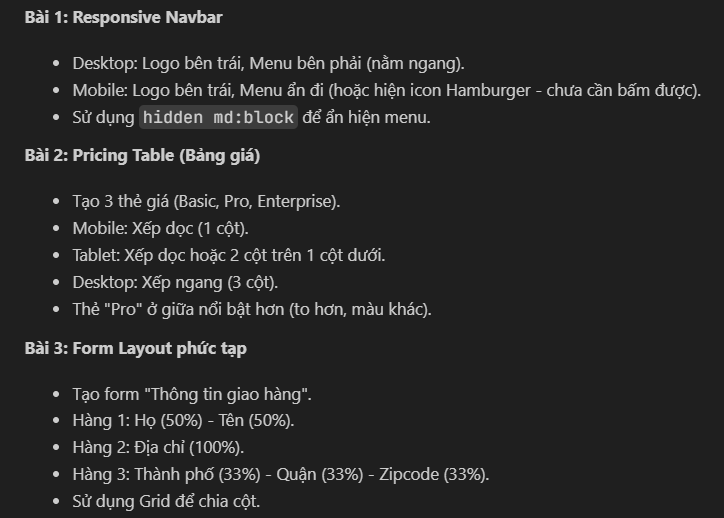 Bài 1: Responsive Navbar
Desktop: Logo bên trái, Menu bên phải (nằm ngang).
Mobile: Logo bên trái, Menu ẩn đi (hoặc hiện icon Hamburger - chưa cần bấm được).
Sử dụng hidden md:block để ẩn hiện menu.
Bài 2: Pricing Table (Bảng giá)
Tạo 3 thẻ giá (Basic, Pro, Enterprise).
Mobile: Xếp dọc (1 cột).
Tablet: Xếp dọc hoặc 2 cột trên 1 cột dưới.
Desktop: Xếp ngang (3 cột).
Thẻ "Pro" ở giữa nổi bật hơn (to hơn, màu khác).
Bài 3: Form Layout phức tạp
Tạo form "Thông tin giao hàng".
Hàng 1: Họ (50%) - Tên (50%).
Hàng 2: Địa chỉ (100%).
Hàng 3: Thành phố (33%) - Quận (33%) - Zipcode (33%).
Sử dụng Grid để chia cột.